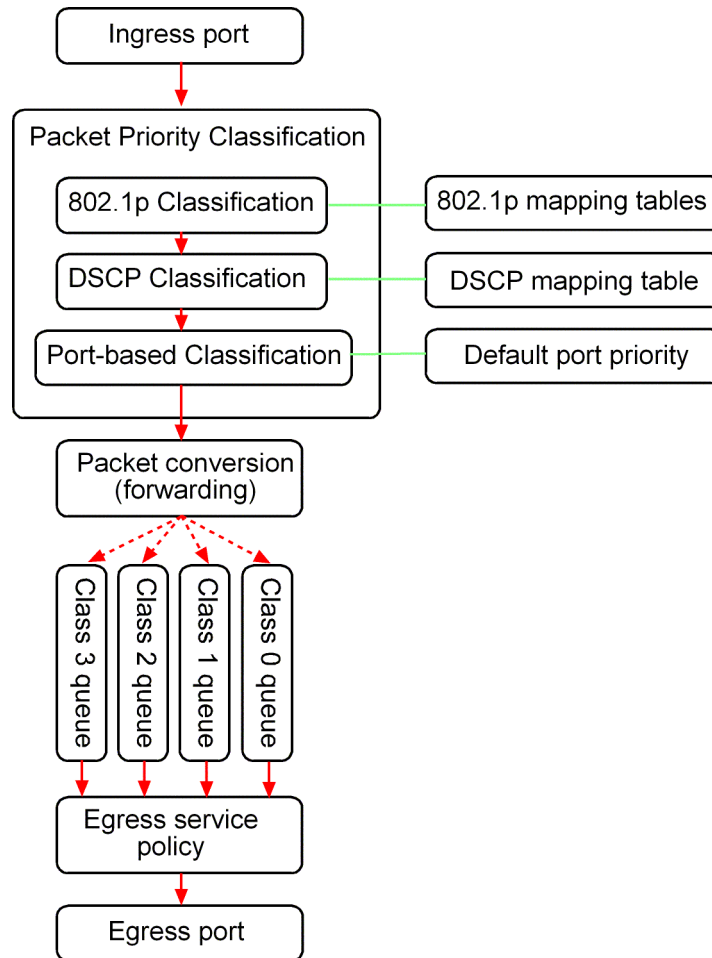 Ingress port
Packet Priority Classification
802.1p Classification
802.1p mapping tables
DSCP Classification
DSCP mapping table
Port-based Classification
Default port priority
Packet conversion
(forwarding)
Class 3 queue
Class 2 queue
Class 1 queue
Class 0 queue
Egress service
policy
Egress port